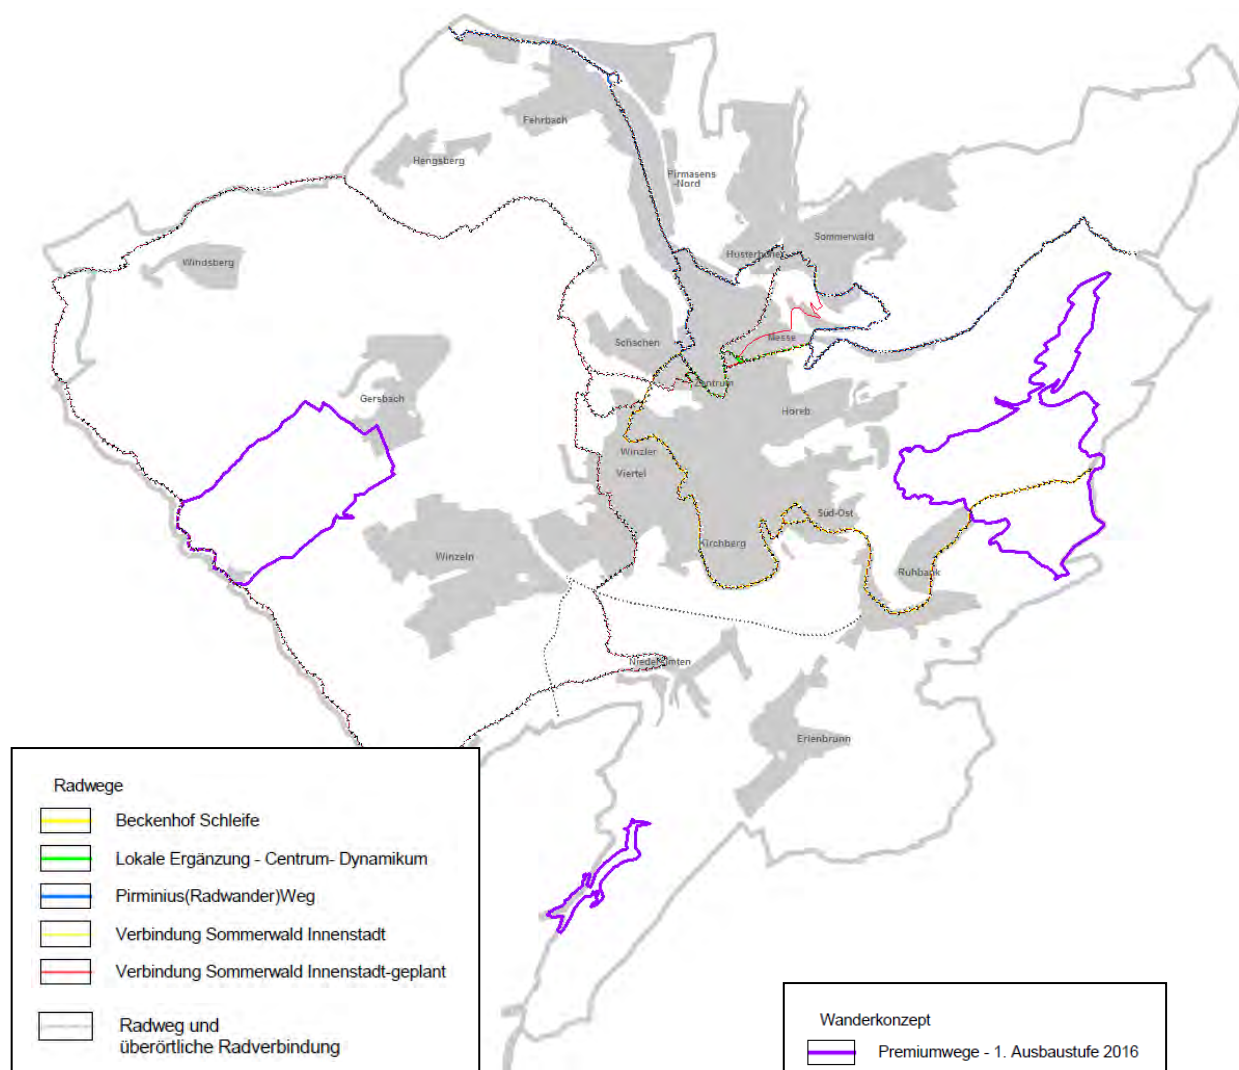 Fehrbach
Hengsberg
Pirmasens
-Nord
Sommerwald
Husterhöhe
Windsberg
Messe
Schachen
Zentrum
Gersbach
Horeb
Winzler
Viertel
Süd-Ost
Kirchberg
Winzeln
Ruhbank
Niedersimten
Erlenbrunn
Radwege
Beckenhof Schleife
Lokale Ergänzung - Centrum- Dynamikum
Pirminius(Radwander)Weg
Verbindung Sommerwald Innenstadt
Verbindung Sommerwald Innenstadt-geplant
Radweg und
überörtliche Radverbindung
Wanderkonzept
Premiumwege - 1. Ausbaustufe 2016